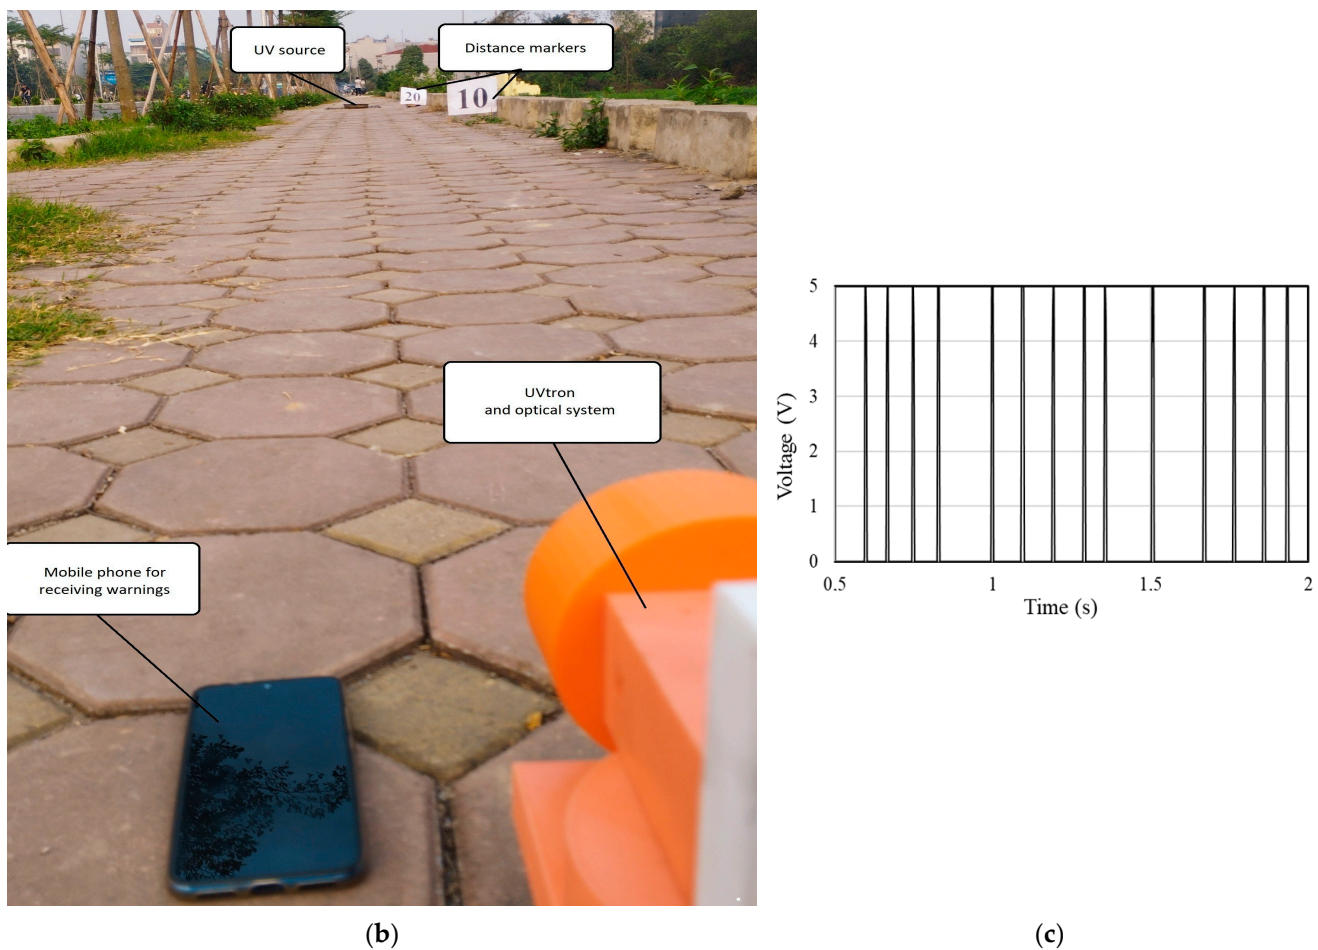 UV source
Distance markers
20
10
UVtron
and optical system
Mobile phone for
receiving warnings
(b)
5
4
3
2
1
0
Voltage (V)
0.5
1
1.5
2
Time (s)
(c)